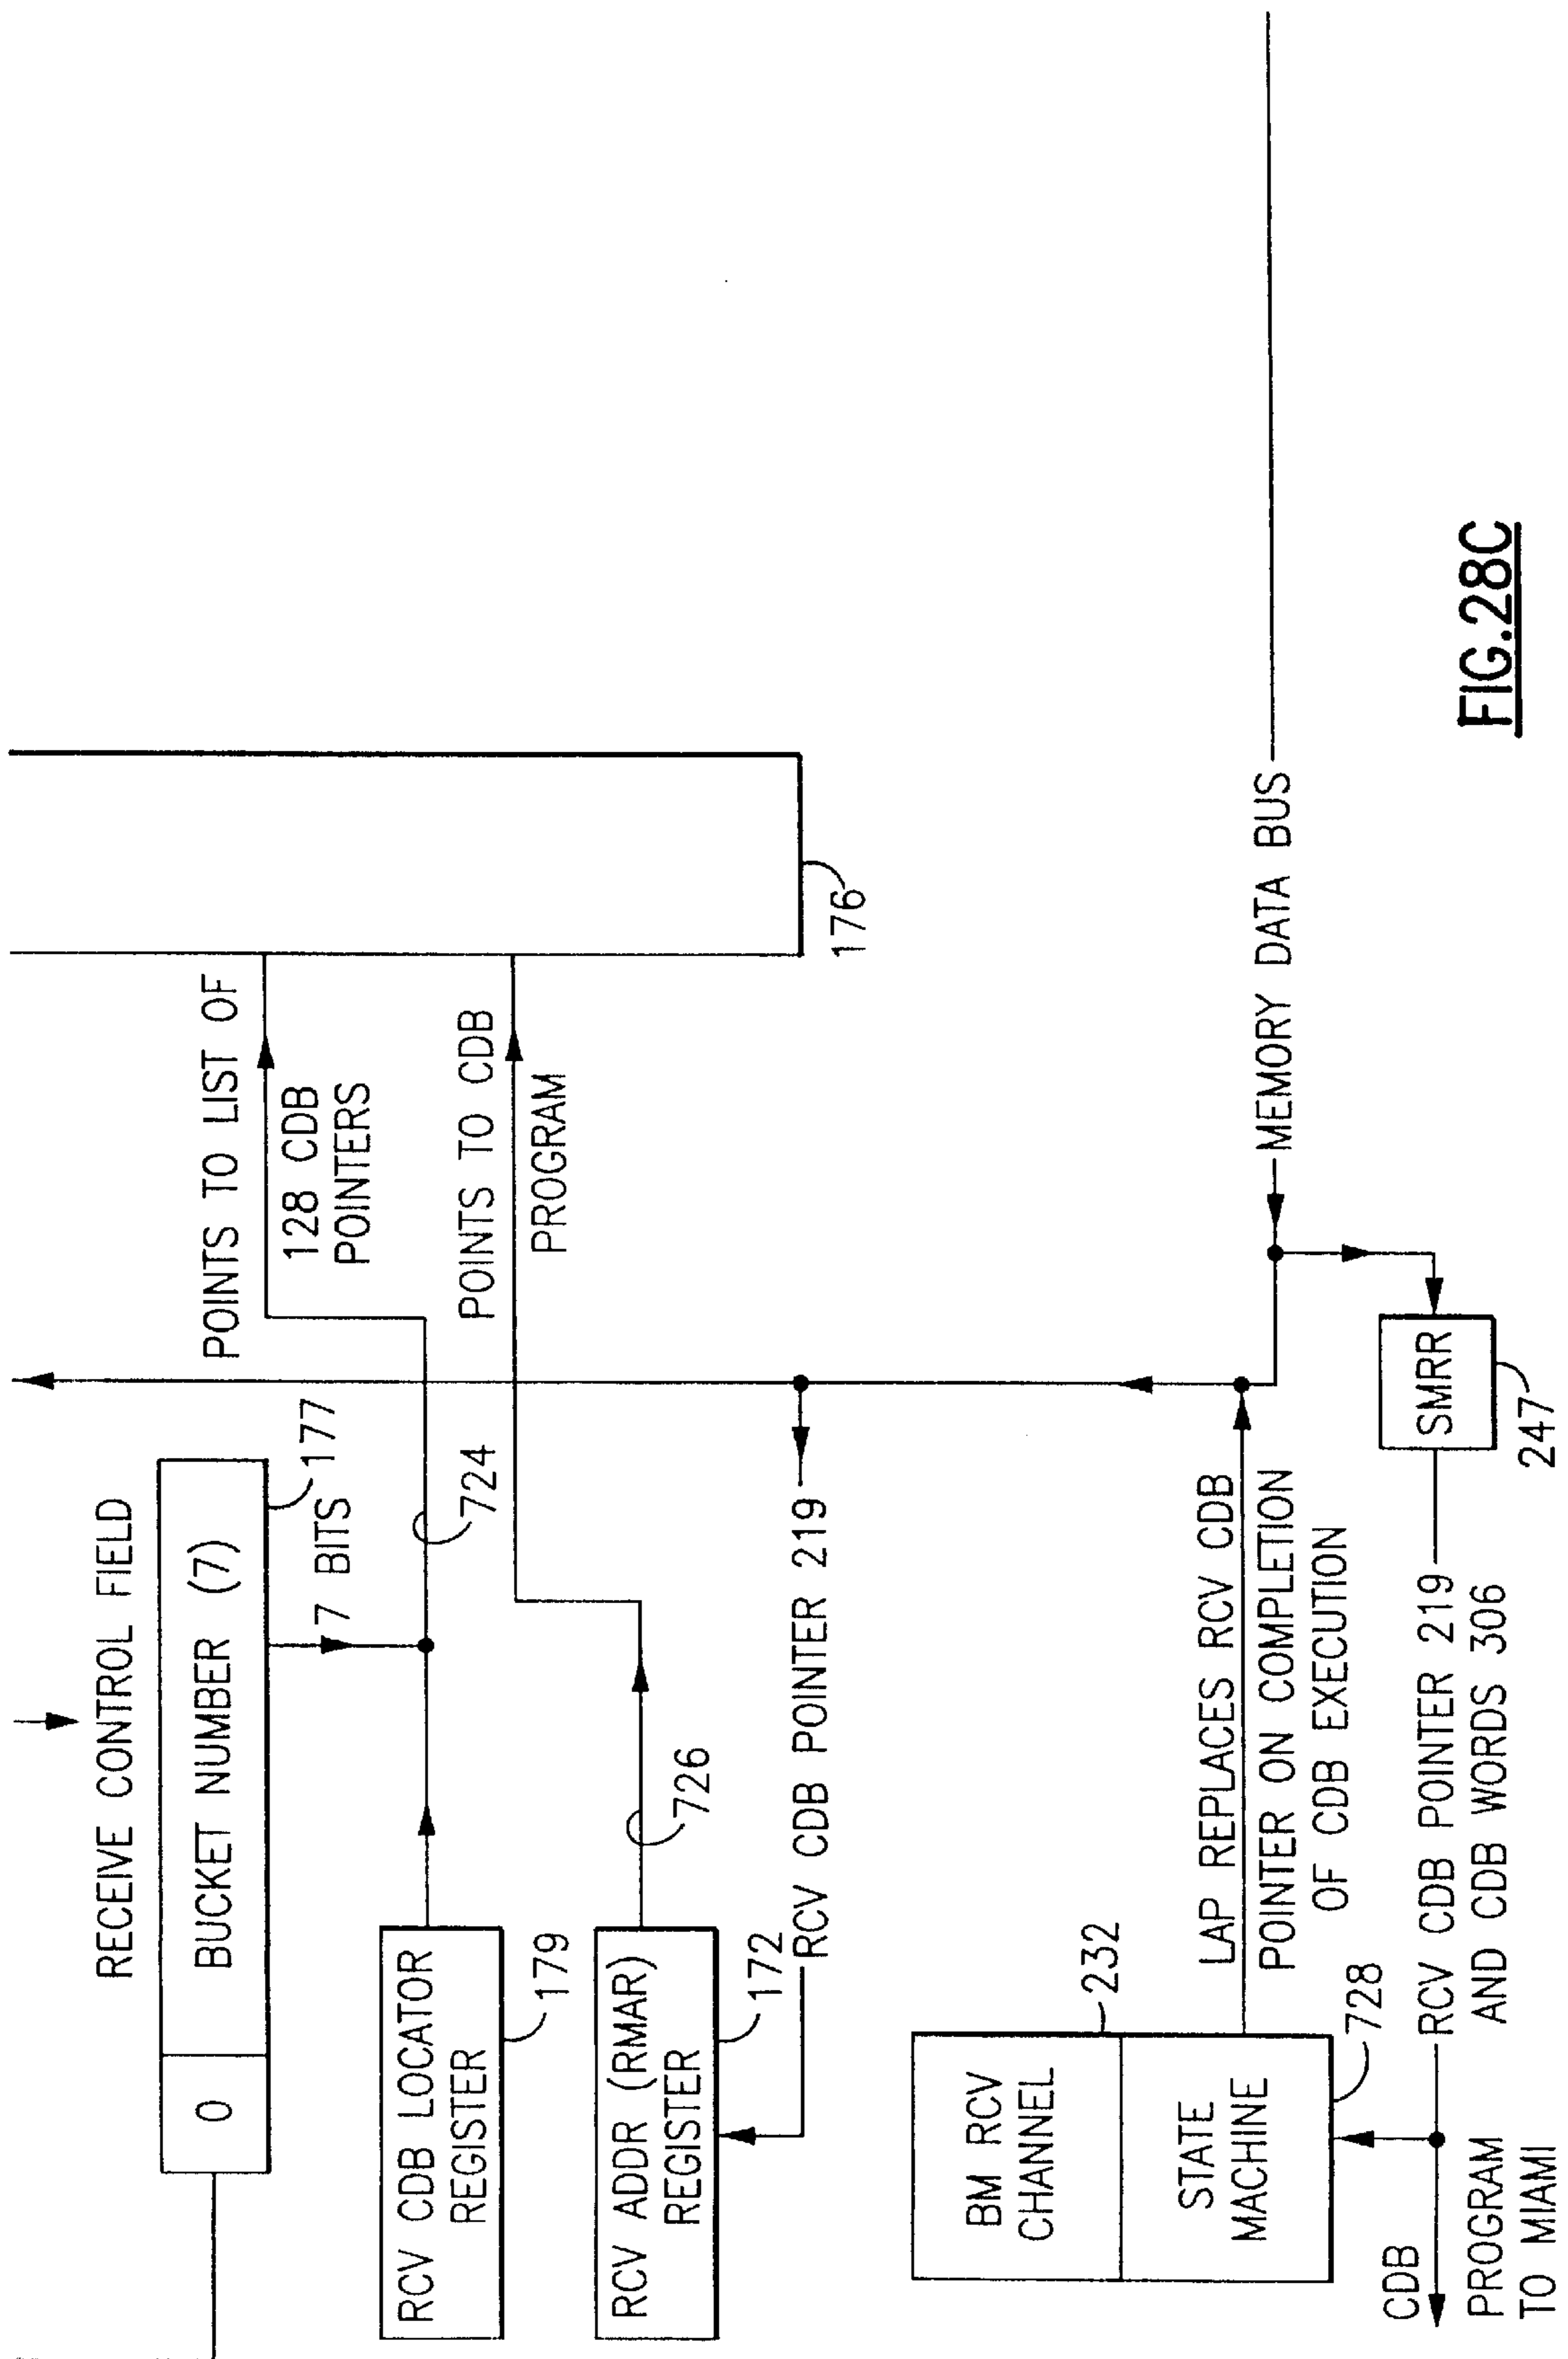 RECEIVE CONTROL FIELD
0
BUCKET NUMBER (7)
177
7 BITS
POINTS TO LIST OF
128 CDB
POINTERS
RCV CDB LOCATOR
REGISTER
179
724
POINTS TO CDB
PROGRAM
RCV ADDR (RMAR)
REGISTER
172
726
176
RCV CDB POINTER 219
BM RCV
CHANNEL
232
STATE
MACHINE
728
LAP REPLACES RCV CDB
POINTER ON COMPLETION
OF CDB EXECUTION
MEMORY DATA BUS
SMRR
247
CDB
PROGRAM
TO MIAMI
RCV CDB POINTER 219
AND CDB WORDS 306
FIG.28C